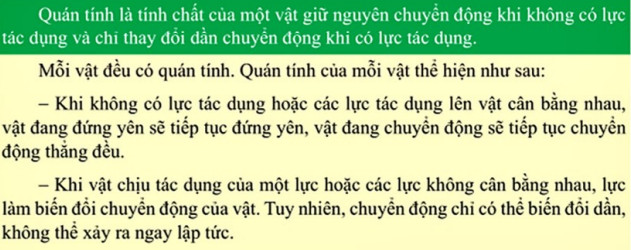 Quán tính là tính chất của một vật giữ nguyên chuyển động khi không có lực
tác dụng và chỉ thay đổi dần chuyển động khi có lực tác dụng.
Mỗi vật đều có quán tính. Quán tính của mỗi vật thể hiện như sau:
– Khi không có lực tác dụng hoặc các lực tác dụng lên vật cân bằng nhau,
vật đang đứng yên sẽ tiếp tục đứng yên, vật đang chuyển động sẽ tiếp tục chuyển
động thẳng đều.
– Khi vật chịu tác dụng của một lực hoặc các lực không cân bằng nhau, lực
làm biến đổi chuyển động của vật. Tuy nhiên, chuyển động chỉ có thể biến đổi dần,
không thể xảy ra ngay lập tức.